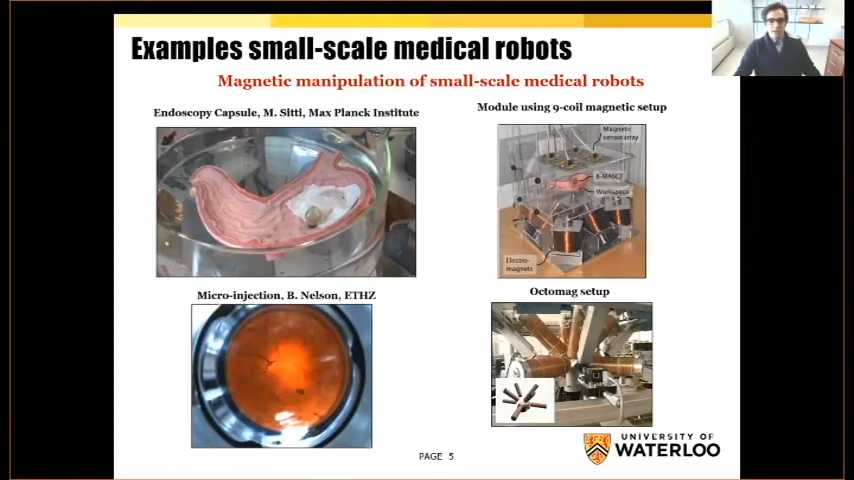 Examples small-scale medical robots
Magnetic manipulation of small-scale medical robots
Endoscopy Capsule, M. Sitti, Max Planck Institute
Module using 9-coil magnetic setup
Magnetic
sensor array
B-MASCE
Workspace
Electro-
magnets
Micro-injection, B. Nelson, ETHZ
Octomag setup
PAGE 5
UNIVERSITY OF
WATERLOO